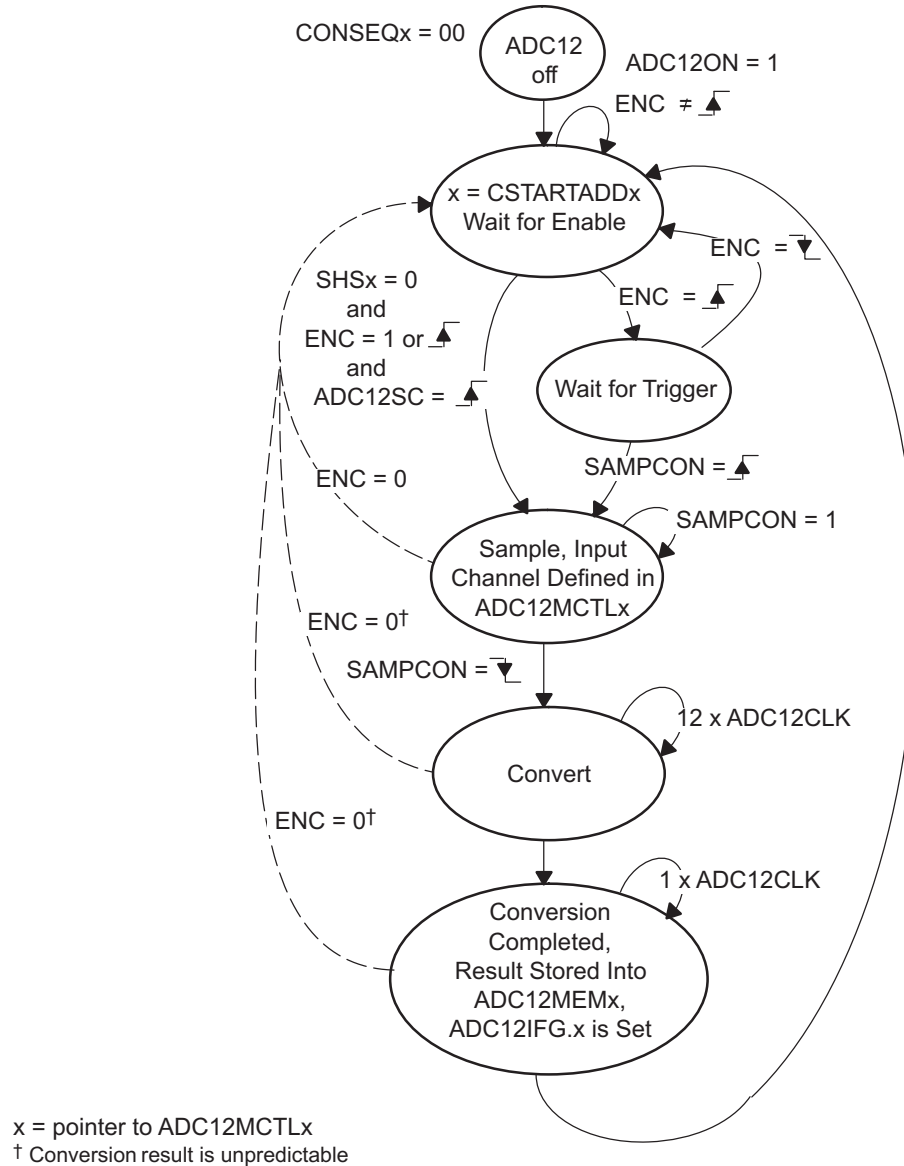 CONSEQx = 00
ADC12
off
ADC12ON = 1
ENC ≠
x = CSTARTADDx
Wait for Enable
ENC =
SHSx = 0
and
ENC = 1 or
and
ADC12SC =
ENC =
Wait for Trigger
SAMPCON =
ENC = 0
SAMPCON = 1
Sample, Input
Channel Defined in
ADC12MCTLx
ENC = 0†
SAMPCON =
12 x ADC12CLK
Convert
ENC = 0†
1 x ADC12CLK
Conversion
Completed,
Result Stored Into
ADC12MEMx,
ADC12IFG.x is Set
x = pointer to ADC12MCTLx
† Conversion result is unpredictable